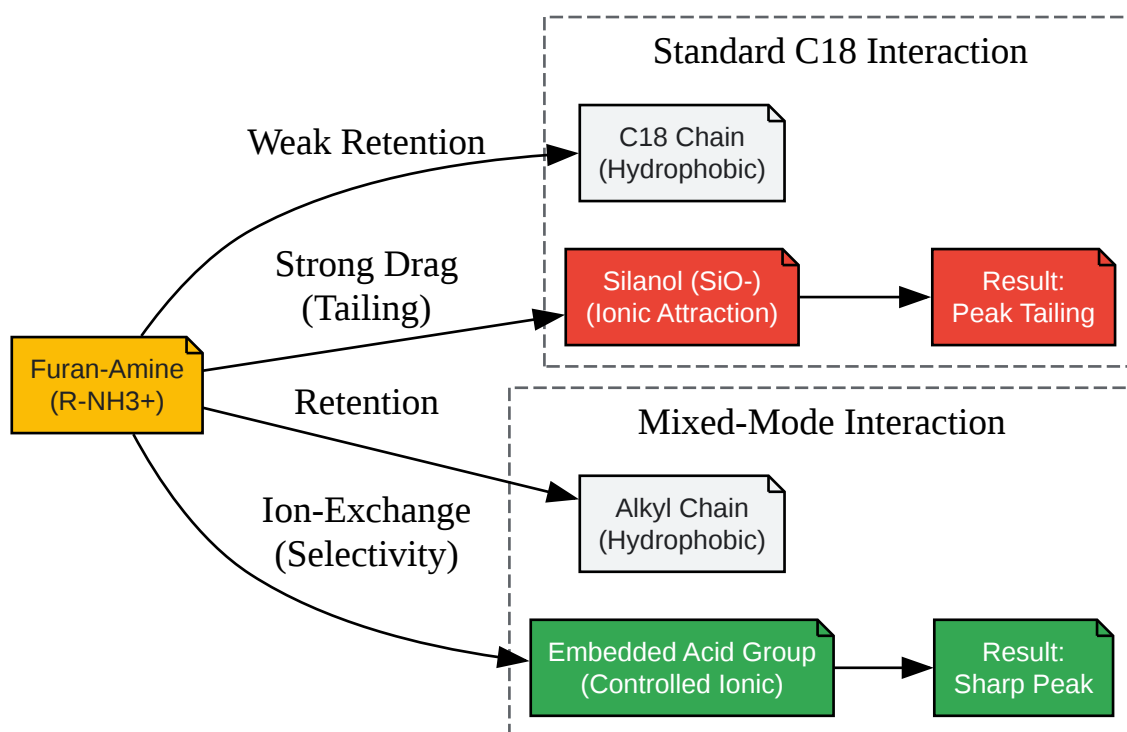 Standard C18 Interaction
Weak Retention
C18 Chain
(Hydrophobic)
Strong Drag
(Tailing)
Silanol (SiO-)
(Ionic Attraction)
Result:
Peak Tailing
Furan-Amine
(R-NH3+)
Retention
Mixed-Mode Interaction
Alkyl Chain
(Hydrophobic)
Ion-Exchange
(Selectivity)
Embedded Acid Group
(Controlled Ionic)
Result:
Sharp Peak